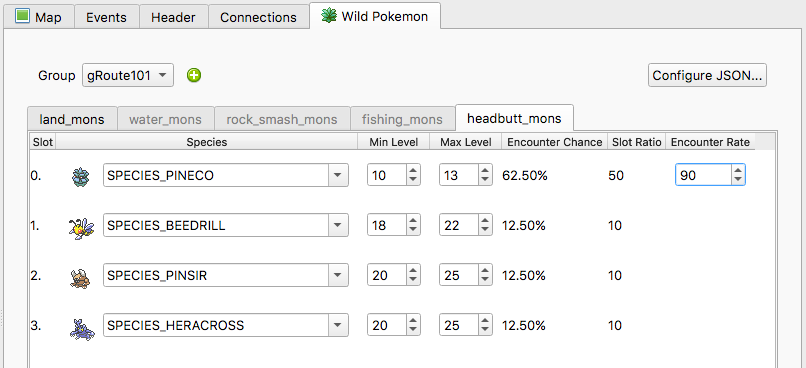 Map Events Header Connections Wild Pokemon
Group gRoute101 Configure JSON...
land_mons water_mons rock_smash_mons fishing_mons headbutt_mons
Slot Species Min Level Max Level Encounter Chance Slot Ratio Encounter Rate
0. SPECIES_PINECO 10 13 62.50% 50 90
1. SPECIES_BEEDRILL 18 22 12.50% 10
2. SPECIES_PINSIR 20 25 12.50% 10
3. SPECIES_HERACROSS 20 25 12.50% 10